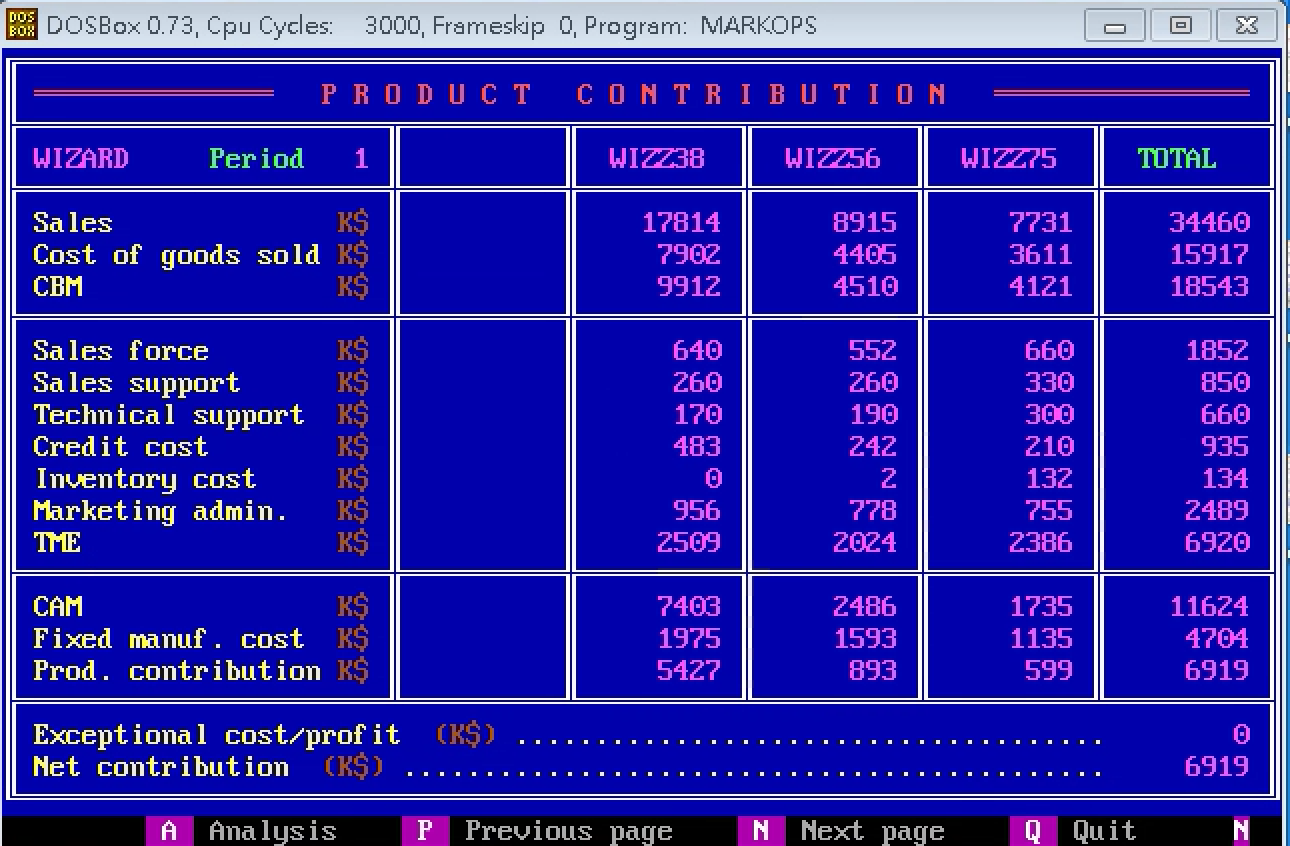 DOS BOX DOSBox 0.73, Cpu Cycles: 3000, Frameskip 0, Program: MARKOPS
PRODUCT CONTRIBUTION
WIZARD Period 1 WIZZ38 WIZZ56 WIZZ75 TOTAL
Sales K$ 17814 8915 7731 34460
Cost of goods sold K$ 7902 4405 3611 15917
CBM K$ 9912 4510 4121 18543
Sales force K$ 640 552 660 1852
Sales support K$ 260 260 330 850
Technical support K$ 170 190 300 660
Credit cost K$ 483 242 210 935
Inventory cost K$ 0 2 132 134
Marketing admin. K$ 956 778 755 2489
TME K$ 2509 2024 2386 6920
CAM K$ 7403 2486 1735 11624
Fixed manuf. cost K$ 1975 1593 1135 4704
Prod. contribution K$ 5427 893 599 6919
Exceptional cost/profit (K$) ..................................... 0
Net contribution (K$) ............................................ 6919
A Analysis P Previous page N Next page Q Quit N